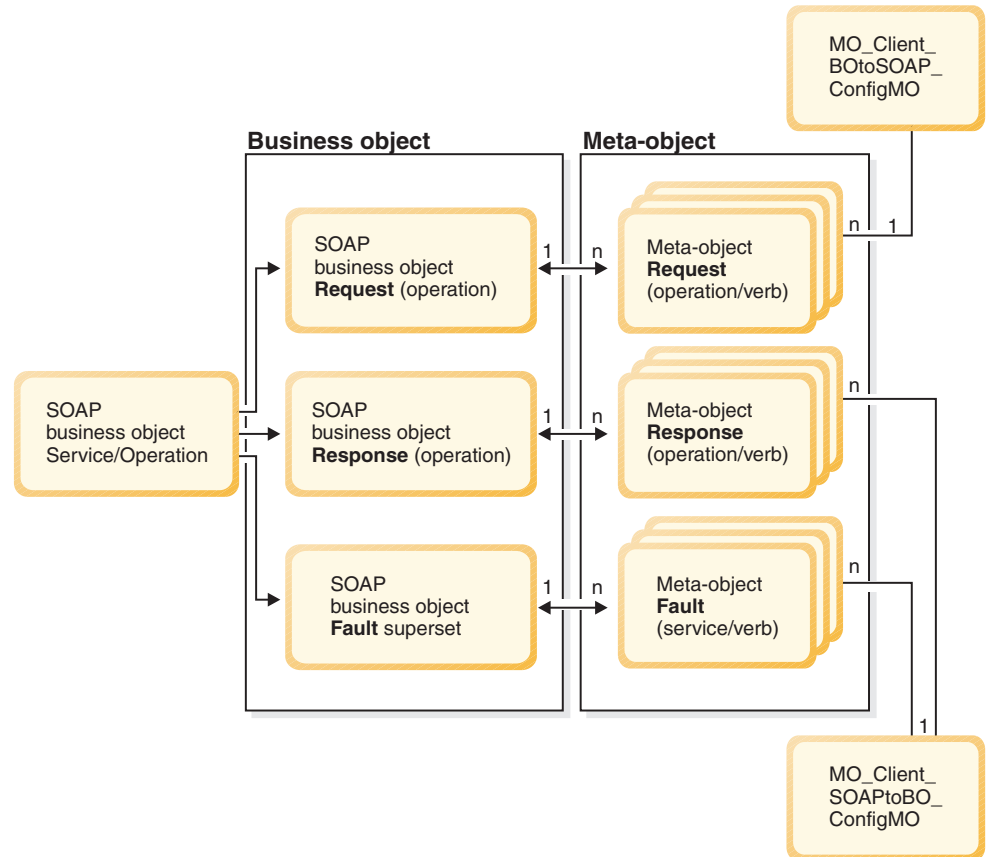 MO_Client_
BOtoSOAP_
ConfigMO
Business object
Meta-object
SOAP
business object
Request (operation)
1
n
Meta-object
Request
(operation/verb)
n
1
SOAP
business object
Service/Operation
SOAP
business object
Response (operation)
1
n
Meta-object
Response
(operation/verb)
n
SOAP
business object
Fault superset
1
n
Meta-object
Fault
(service/verb)
n
1
MO_Client_
SOAPtoBO_
ConfigMO